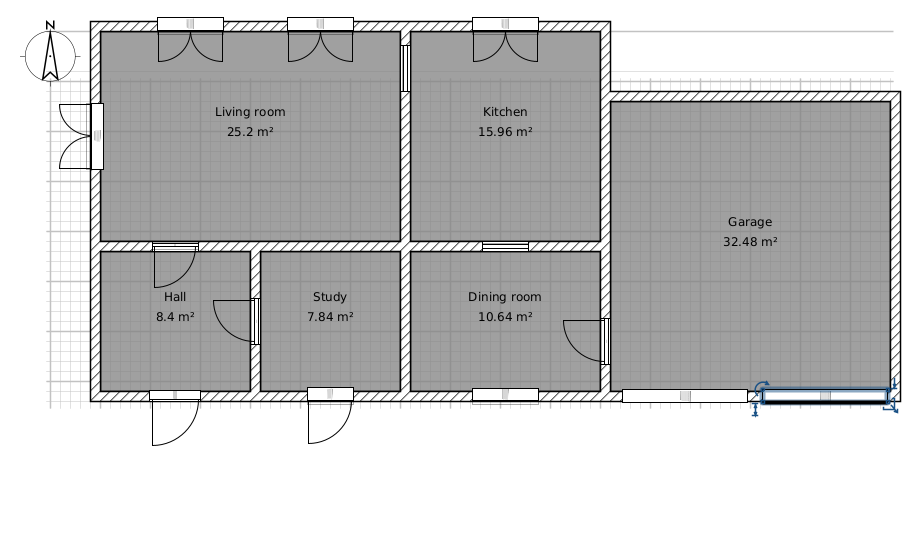 N
Living room
25.2 m²
Kitchen
15.96 m²
Garage
32.48 m²
Hall
8.4 m²
Study
7.84 m²
Dining room
10.64 m²